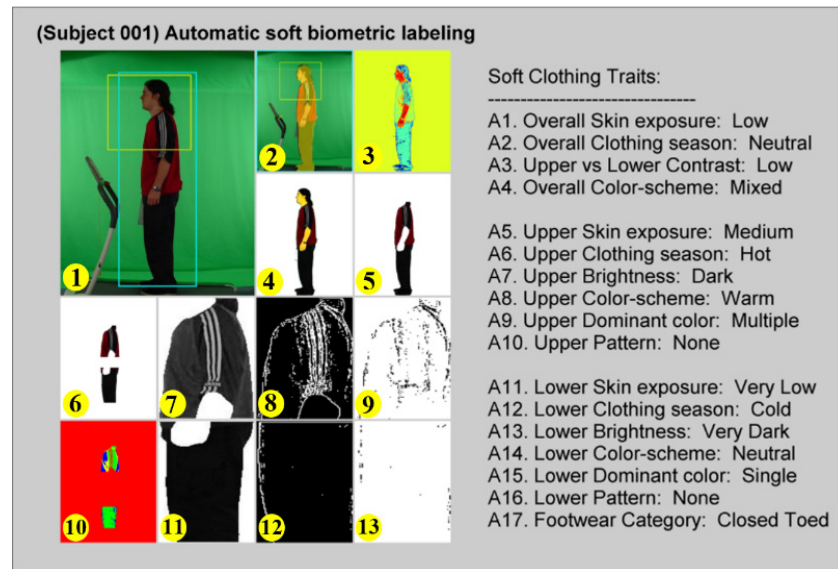 (Subject 001) Automatic soft biometric labeling
1
2
3
4
5
6
7
8
9
10
11
12
13
Soft Clothing Traits:
--------------------------------
A1. Overall Skin exposure: Low
A2. Overall Clothing season: Neutral
A3. Upper vs Lower Contrast: Low
A4. Overall Color-scheme: Mixed
A5. Upper Skin exposure: Medium
A6. Upper Clothing season: Hot
A7. Upper Brightness: Dark
A8. Upper Color-scheme: Warm
A9. Upper Dominant color: Multiple
A10. Upper Pattern: None
A11. Lower Skin exposure: Very Low
A12. Lower Clothing season: Cold
A13. Lower Brightness: Very Dark
A14. Lower Color-scheme: Neutral
A15. Lower Dominant color: Single
A16. Lower Pattern: None
A17. Footwear Category: Closed Toed